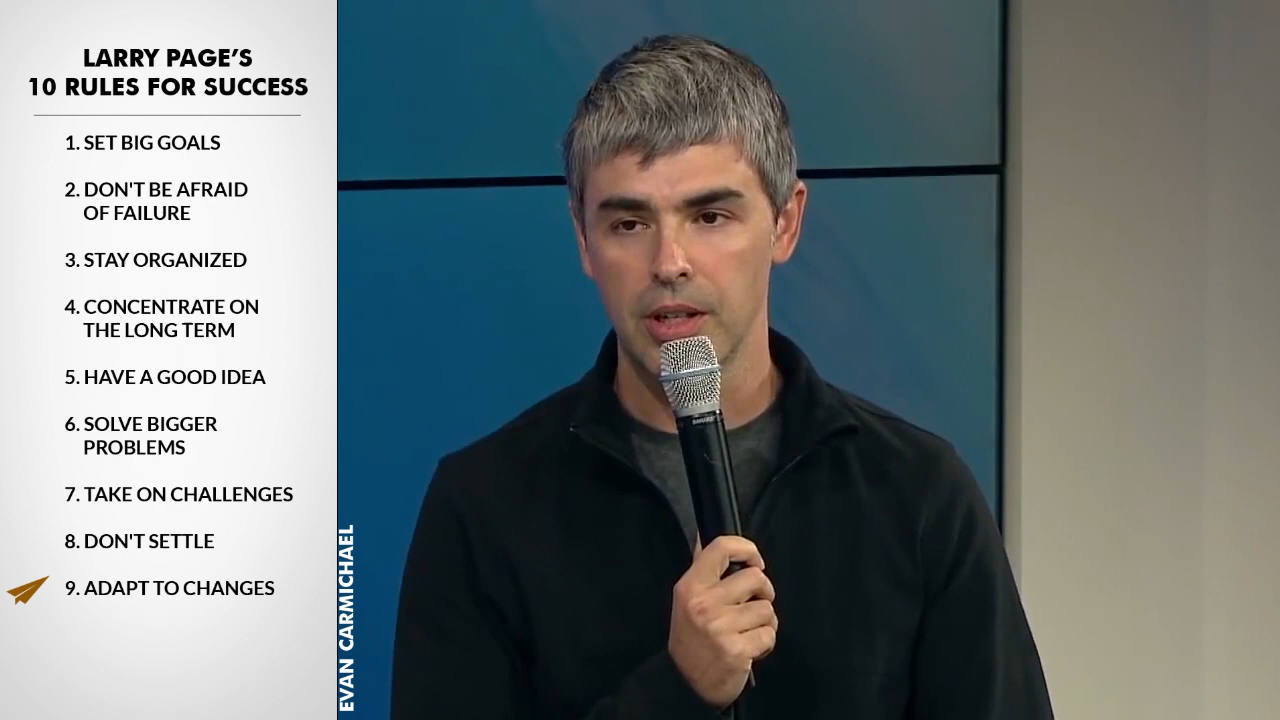 LARRY PAGE'S
10 RULES FOR SUCCESS
1. SET BIG GOALS
2. DON'T BE AFRAID
OF FAILURE
3. STAY ORGANIZED
4. CONCENTRATE ON
THE LONG TERM
5. HAVE A GOOD IDEA
6. SOLVE BIGGER
PROBLEMS
7. TAKE ON CHALLENGES
8. DON'T SETTLE
9. ADAPT TO CHANGES
EVAN CARMICHAEL
SHURE